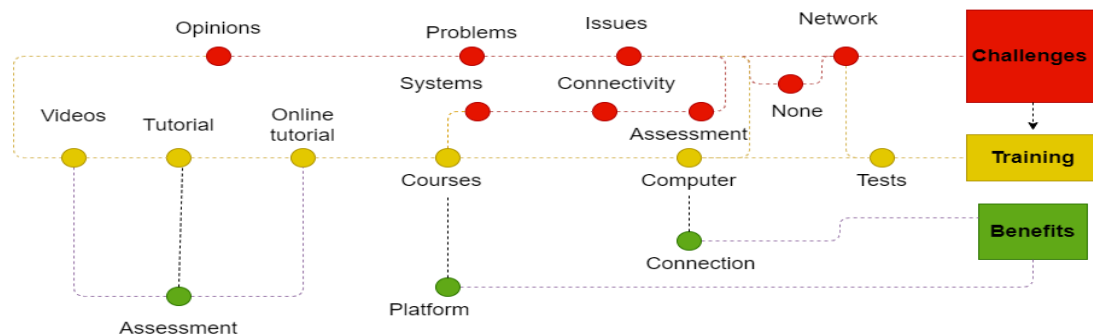 Opinions
Problems
Issues
Network
Challenges
Systems
Connectivity
None
Videos
Tutorial
Online
tutorial
Assessment
Training
Courses
Computer
Tests
Benefits
Connection
Platform
Assessment